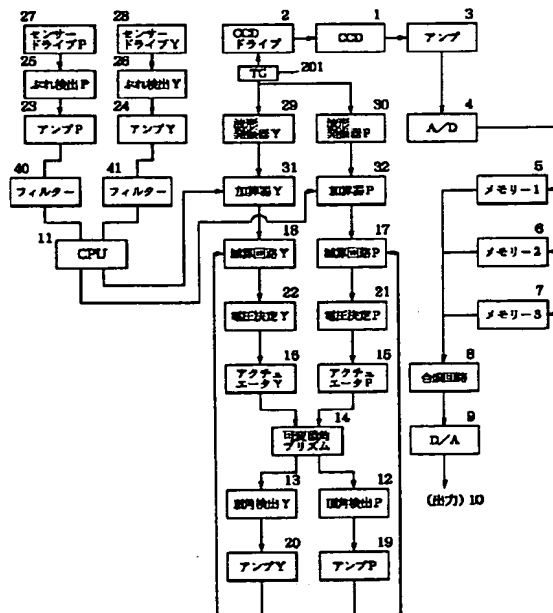 27
センサー
ドライブP
28
センサー
ドライブY
2
CCD
ドライブ
1
CCD
3
アンプ
25
ぶれ検出P
26
ぶれ検出Y
TG
201
23
アンプP
24
アンプY
29
波形
発振器Y
30
波形
発振器P
4
A/D
40
フィルター
41
フィルター
31
加算器Y
32
加算器P
5
メモリー1
11
CPU
18
減算回路Y
17
減算回路P
6
メモリー2
22
電圧決定Y
21
電圧決定P
7
メモリー3
16
アクチュ
エータY
15
アクチュ
エータP
8
合成回路
14
可変頂角
プリズム
9
D/A
13
頂角検出Y
12
頂角検出P
(出力)10
20
アンプY
19
アンプP